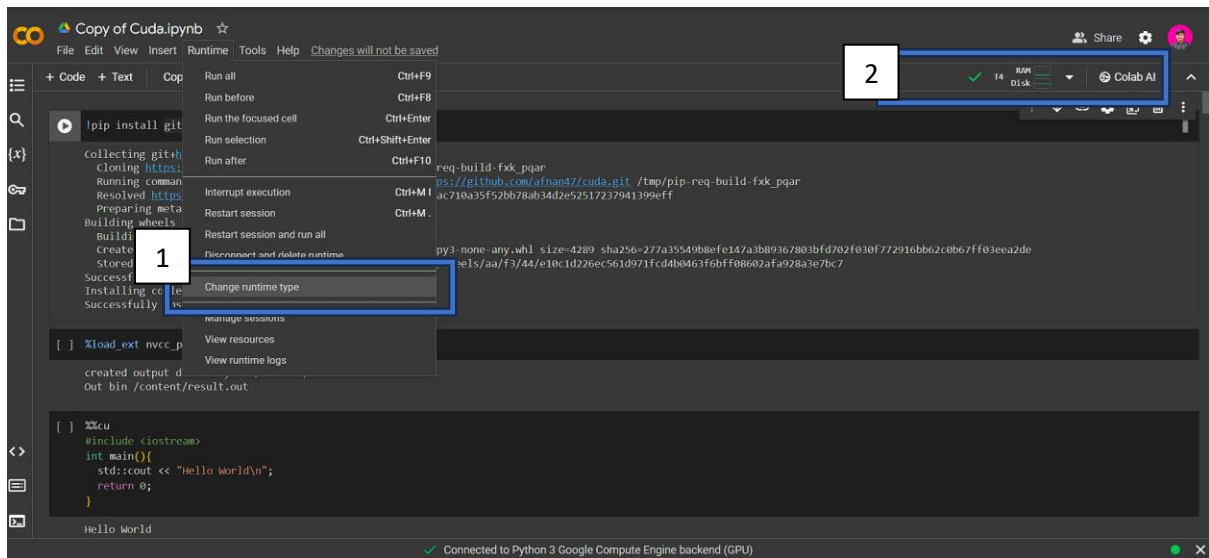 CO
Copy of Cuda.ipynb
File Edit View Insert Runtime Tools Help Changes will not be saved
Share
+ Code + Text Cop
2
T4 RAM Disk
Colab AI
Run all Ctrl+F9
Run before Ctrl+F8
Run the focused cell Ctrl+Enter
Run selection Ctrl+Shift+Enter
Run after Ctrl+F10
Interrupt execution Ctrl+M I
Restart session Ctrl+M .
Restart session and run all
Disconnect and delete runtime
1
Change runtime type
Manage sessions
View resources
View runtime logs
{x}
!pip install git
Collecting git+h
Cloning https: req-build-fxk_pqar
Running comman ps://github.com/afnan47/cuda.git /tmp/pip-req-build-fxk_pqar
Resolved https ac710a35f52bb78ab34d2e52517237941399eff
Preparing meta
Building wheels
Buildi
Create py3-none-any.whl size=4289 sha256=277a35549b8efe147a3b89367803bfd702f030f772916bb62c0b67ff03eea2de
Stored eels/aa/f3/44/e10c1d226ec561d971fcd4b0463f6bff08602afa928a3e7bc7
Successf
Installing colle
Successfully ins
[ ] %load_ext nvcc_p
created output d
Out bin /content/result.out
[ ] %%cu
#include <iostream>
int main(){
std::cout << "Hello World\n";
return 0;
}
Hello World
Connected to Python 3 Google Compute Engine backend (GPU)